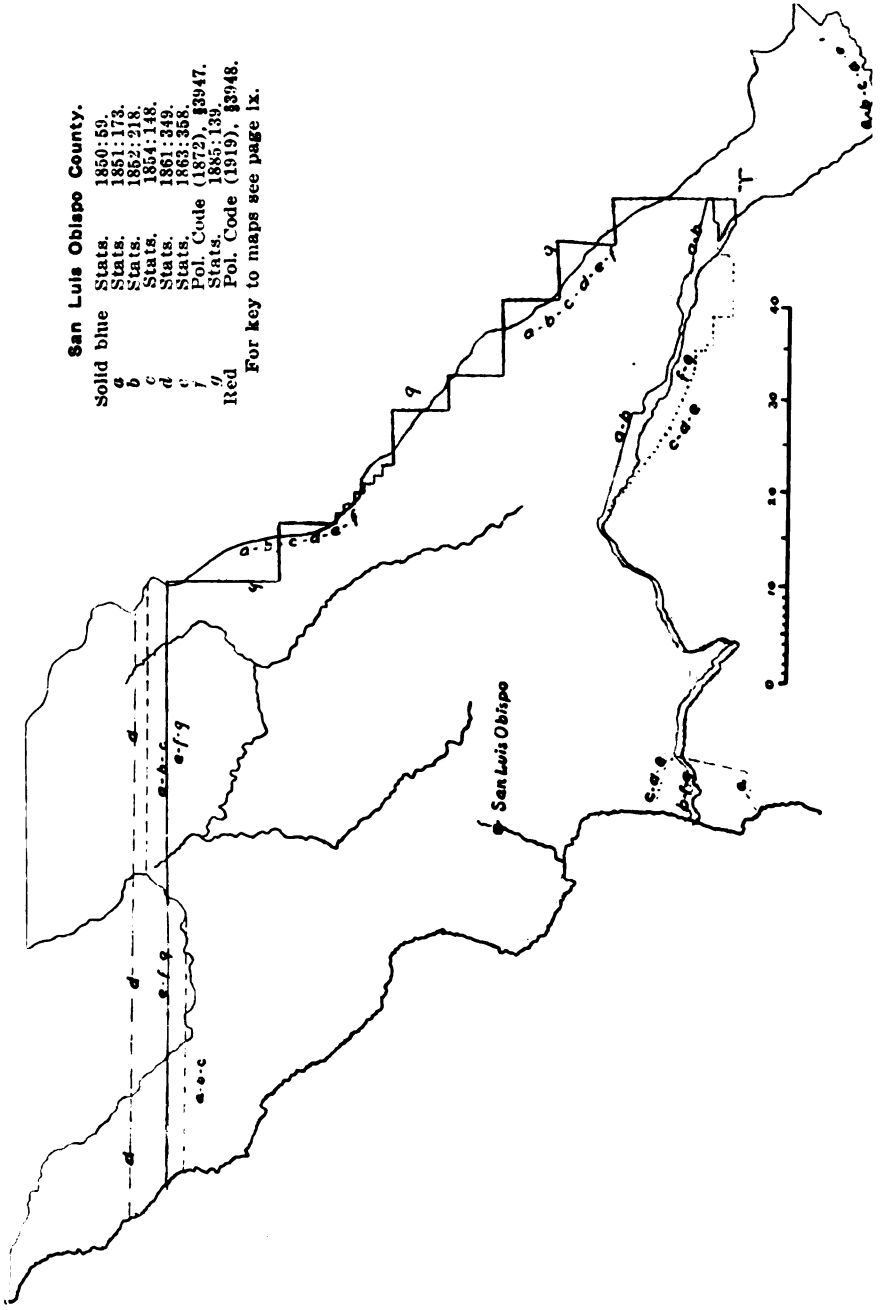 San Luis Obispo County.
Solid blue Stats. 1850:59.
a Stats. 1851:173.
b Stats. 1852:218.
c Stats. 1854:148.
d Stats. 1861:349.
e Stats. 1863:358.
f Pol. Code (1872), §3947.
g Stats. 1885:139.
Red Pol. Code (1919), §3948.
For key to maps see page ix.
d
d
d
a-b-c
e-f-g
e-f-g
a-b-c
g
a-b-c-d-e-f
g
g
a-b-c-d-e-f
San Luis Obispo
a-b
a-b
f-g
c-d-e
c-d-e
b-f-g
a
a-b-c
0 10 20 30 40